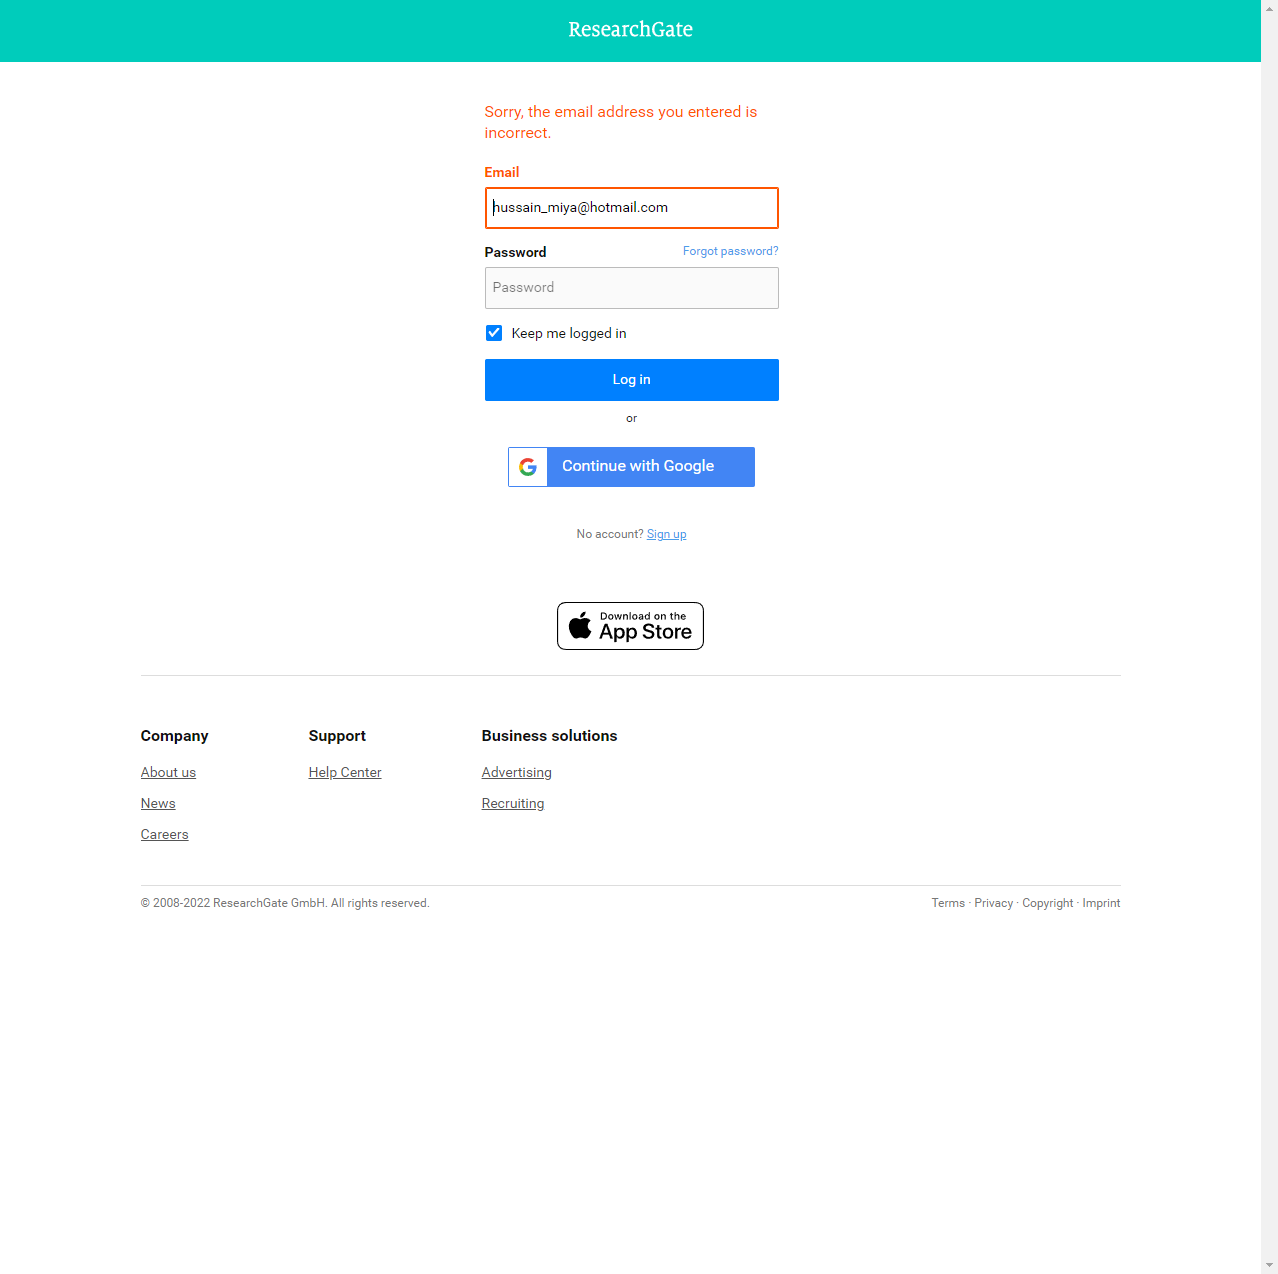 ResearchGate
Sorry, the email address you entered is
incorrect.
Email
hussain_miya@hotmail.com
Password Forgot password?
Password
Keep me logged in
Log in
or
Continue with Google
No account? Sign up
Download on the
App Store
Company Support Business solutions
About us Help Center Advertising
News Recruiting
Careers
© 2008-2022 ResearchGate GmbH. All rights reserved. Terms · Privacy · Copyright · Imprint